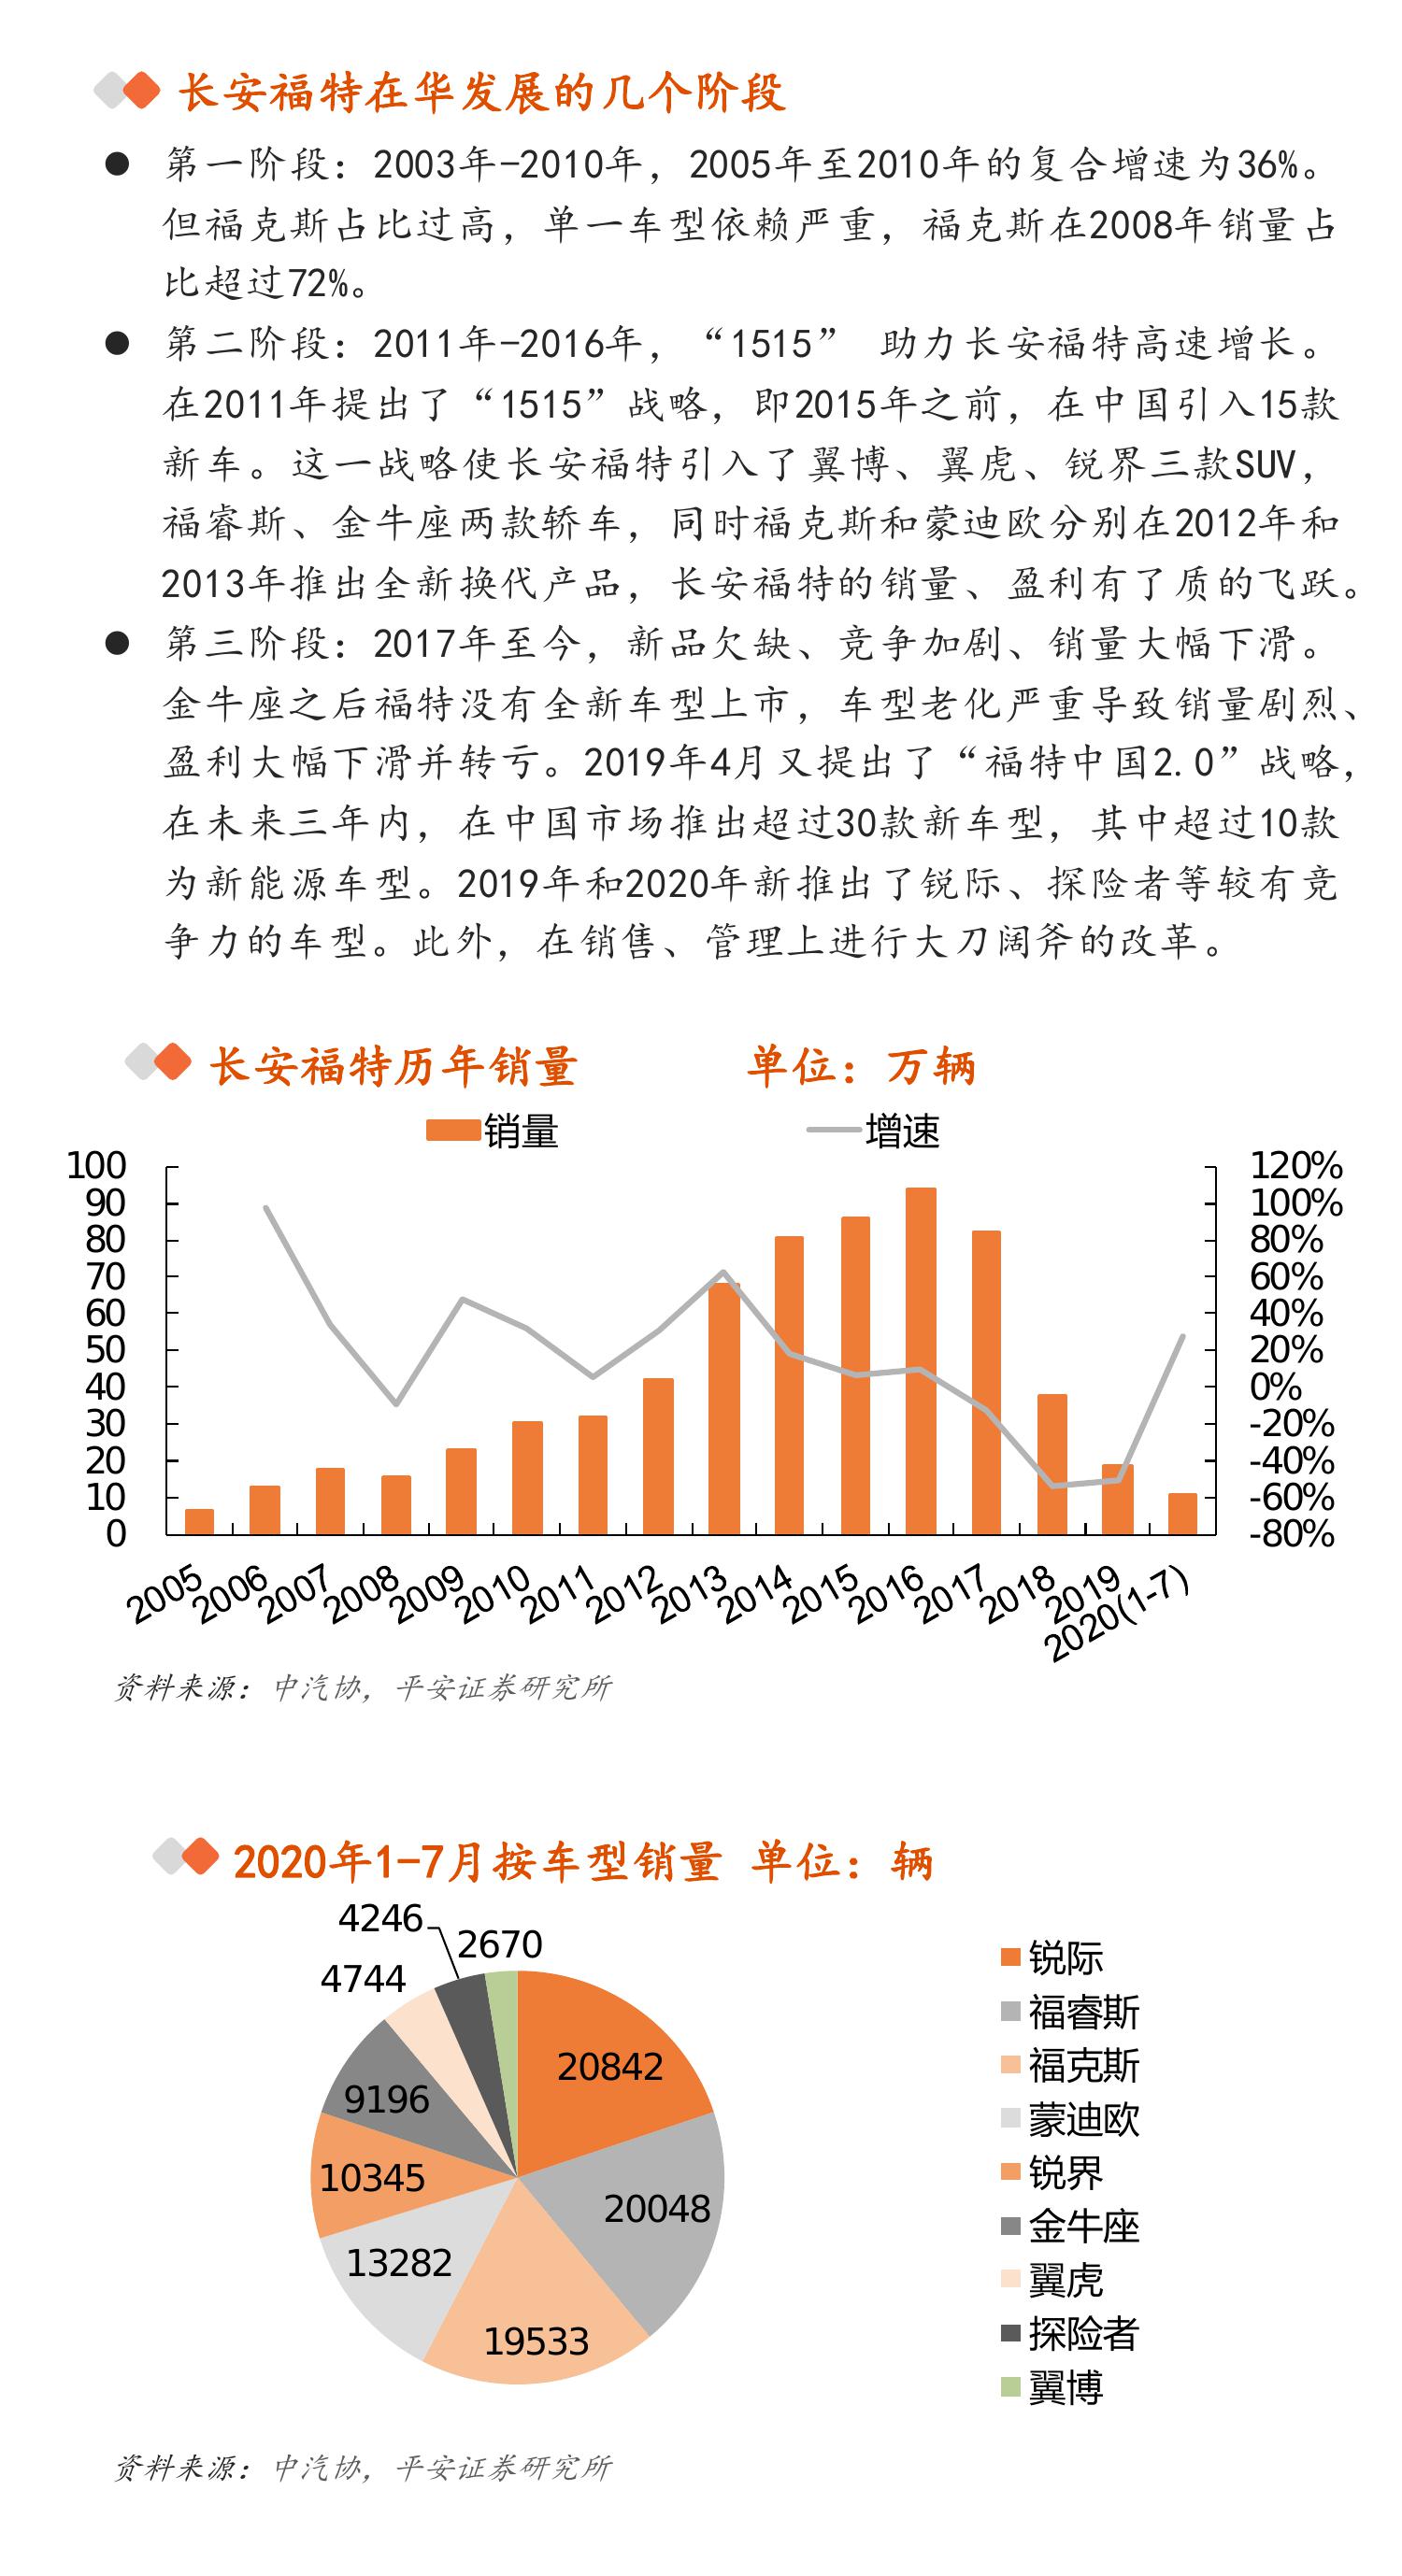 长安福特在华发展的几个阶段
● 第一阶段：2003年-2010年，2005年至2010年的复合增速为36%。
但福克斯占比过高，单一车型依赖严重，福克斯在2008年销量占
比超过72%。
● 第二阶段：2011年-2016年，“1515” 助力长安福特高速增长。
在2011年提出了“1515”战略，即2015年之前，在中国引入15款
新车。这一战略使长安福特引入了翼博、翼虎、锐界三款SUV，
福睿斯、金牛座两款轿车，同时福克斯和蒙迪欧分别在2012年和
2013年推出全新换代产品，长安福特的销量、盈利有了质的飞跃。
● 第三阶段：2017年至今，新品欠缺、竞争加剧、销量大幅下滑。
金牛座之后福特没有全新车型上市，车型老化严重导致销量剧烈、
盈利大幅下滑并转亏。2019年4月又提出了“福特中国2.0”战略，
在未来三年内，在中国市场推出超过30款新车型，其中超过10款
为新能源车型。2019年和2020年新推出了锐际、探险者等较有竞
争力的车型。此外，在销售、管理上进行大刀阔斧的改革。
长安福特历年销量 单位：万辆
销量 增速
100 120%
90 100%
80 80%
70 60%
60 40%
50 20%
40 0%
30 -20%
20 -40%
10 -60%
0 -80%
2005 2006 2007 2008 2009 2010 2011 2012 2013 2014 2015 2016 2017 2018 2019 2020(1-7)
资料来源：中汽协，平安证券研究所
2020年1-7月按车型销量 单位：辆
4246
2670
4744
20842
9196
10345
20048
13282
19533
锐际
福睿斯
福克斯
蒙迪欧
锐界
金牛座
翼虎
探险者
翼博
资料来源：中汽协，平安证券研究所